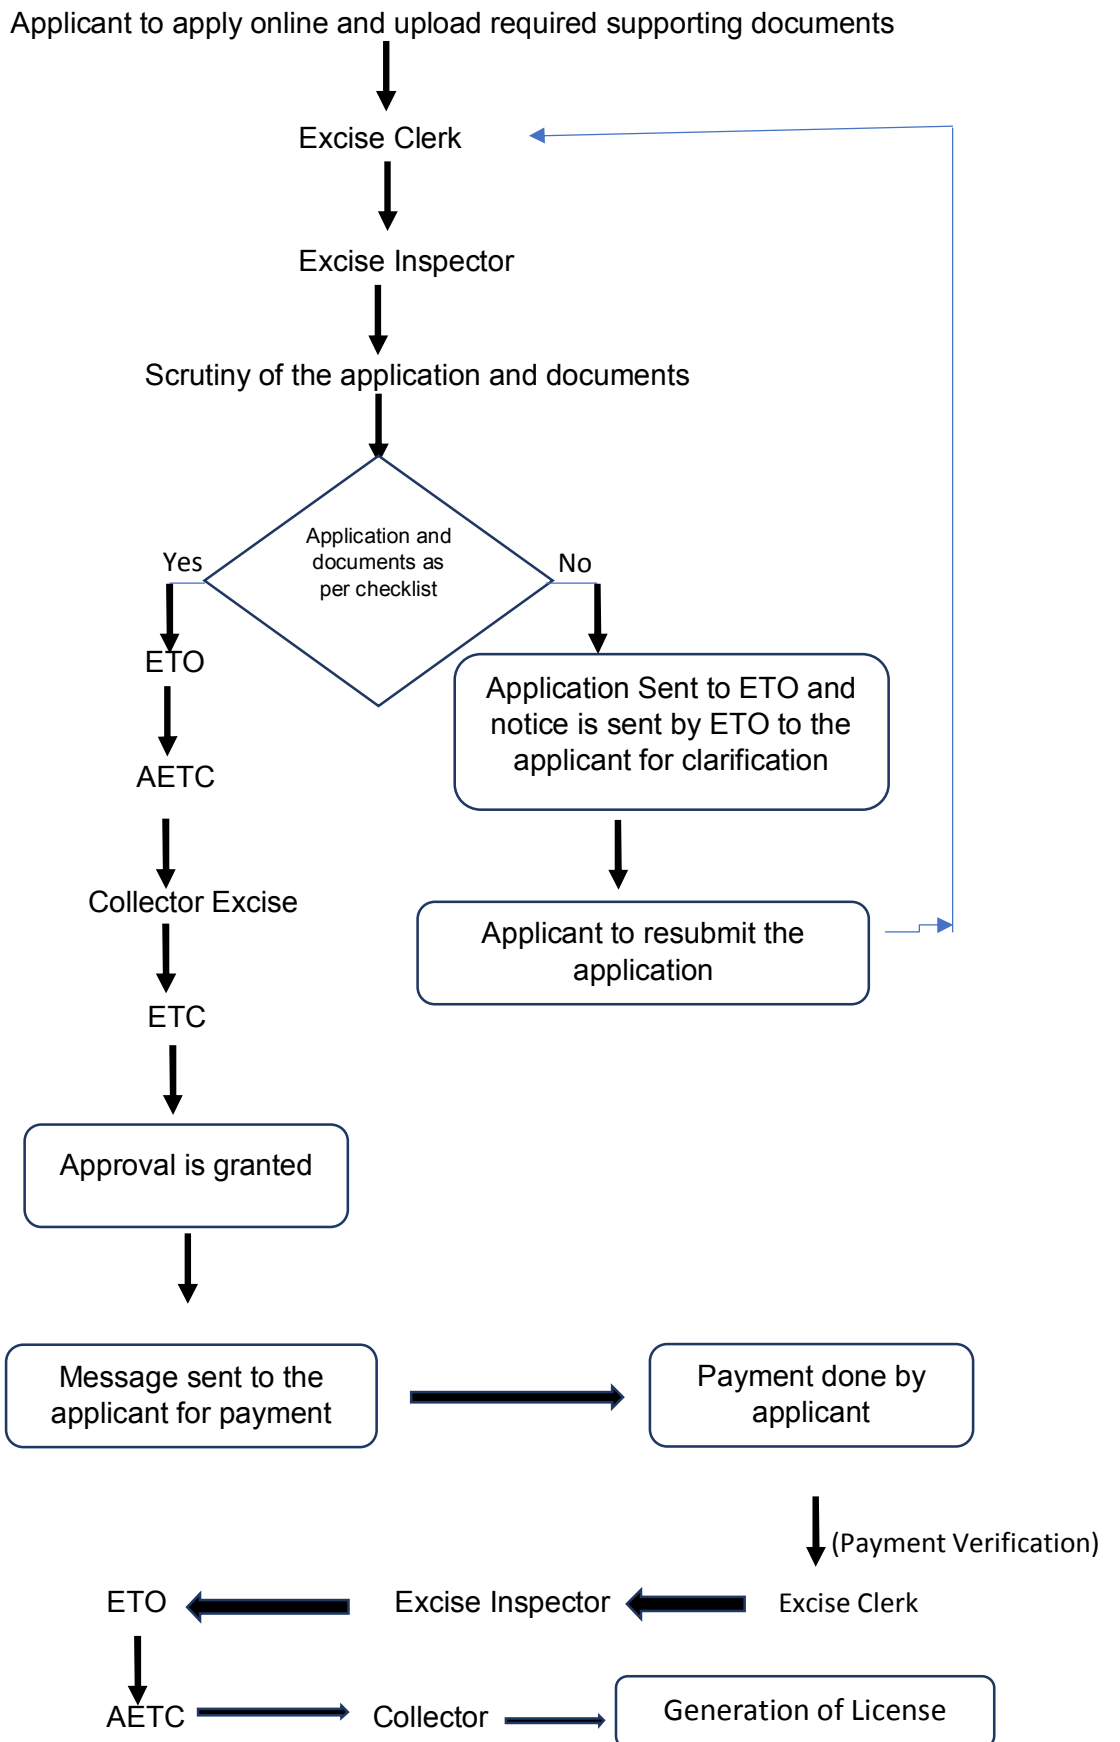 Applicant to apply online and upload required supporting documents
Excise Clerk
Excise Inspector
Scrutiny of the application and documents
Application and
documents as
per checklist
Yes
No
ETO
Application Sent to ETO and
notice is sent by ETO to the
applicant for clarification
AETC
Collector Excise
Applicant to resubmit the
application
ETC
Approval is granted
Message sent to the
applicant for payment
Payment done by
applicant
(Payment Verification)
ETO
Excise Inspector
Excise Clerk
AETC
Collector
Generation of License